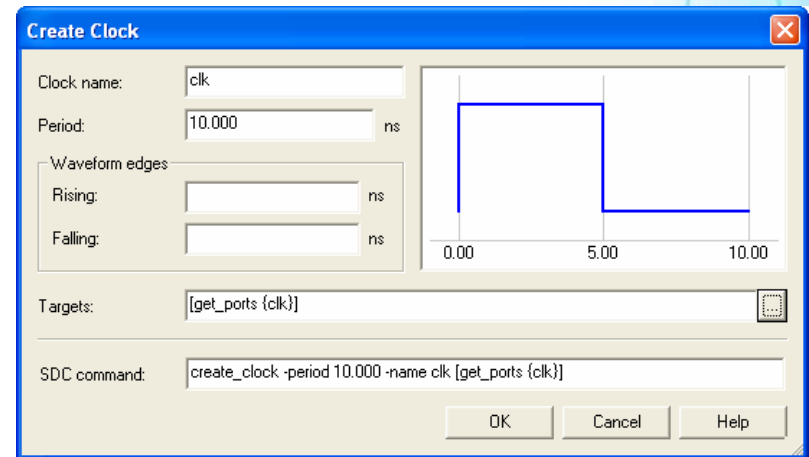 Create Clock
Clock name: clk
Period: 10.000 ns
Waveform edges
Rising: ns
Falling: ns
0.00 5.00 10.00
Targets: [get_ports {clk}] ...
SDC command: create_clock -period 10.000 -name clk [get_ports {clk}]
OK Cancel Help